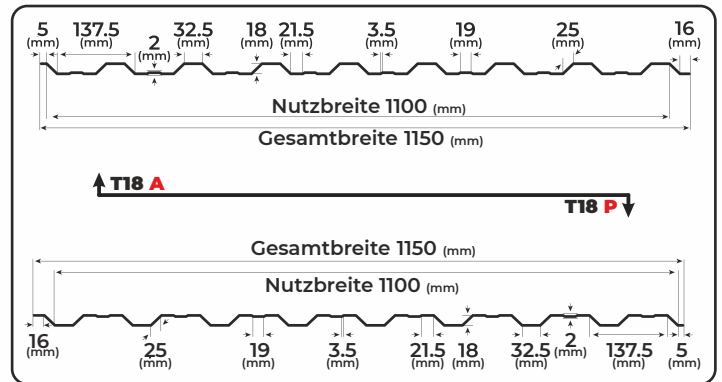 5 137.5 2 32.5 18 21.5 3.5 19 25 16
(mm) (mm) (mm) (mm) (mm) (mm) (mm) (mm) (mm) (mm)
Nutzbreite 1100 (mm)
Gesamtbreite 1150 (mm)
T18 A
T18 P
Gesamtbreite 1150 (mm)
Nutzbreite 1100 (mm)
16 25 19 3.5 21.5 18 32.5 2 137.5 5
(mm) (mm) (mm) (mm) (mm) (mm) (mm) (mm) (mm) (mm)